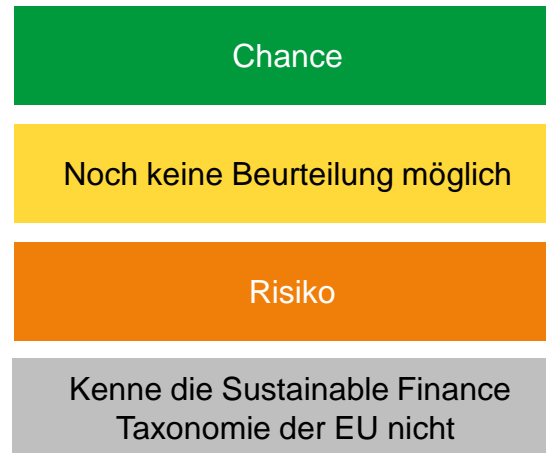 Chance
Noch keine Beurteilung möglich
Risiko
Kenne die Sustainable Finance
Taxonomie der EU nicht